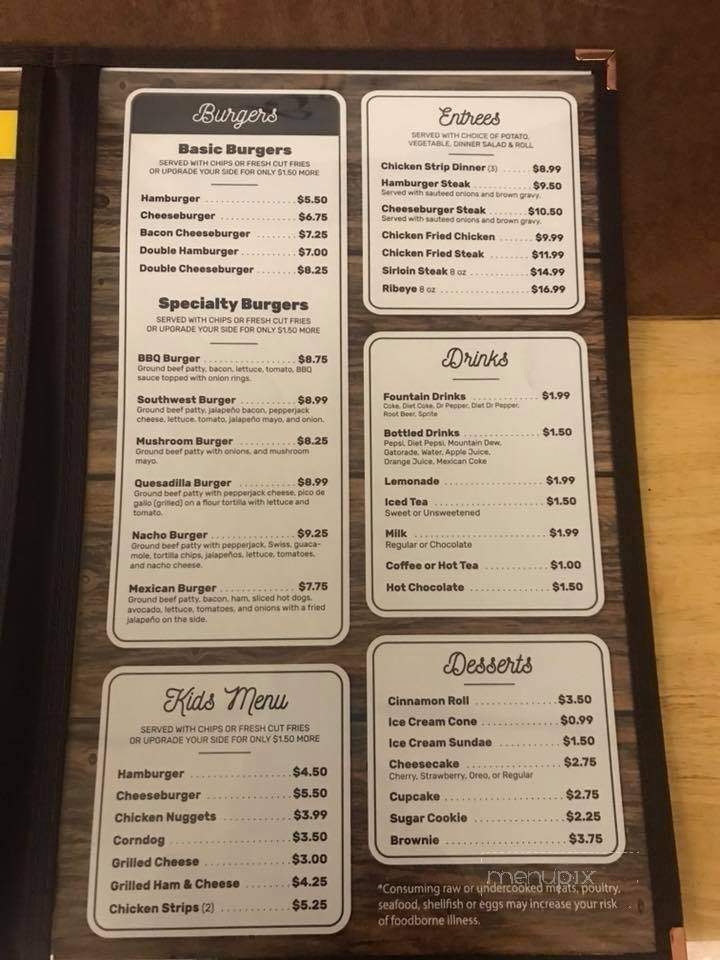 Burgers
Basic Burgers
SERVED WITH CHIPS OR FRESH CUT FRIES
OR UPGRADE YOUR SIDE FOR ONLY $1.50 MORE
Hamburger ................ $5.50
Cheeseburger ................ $6.75
Bacon Cheeseburger ........ $7.25
Double Hamburger .......... $7.00
Double Cheeseburger ....... $8.25
Specialty Burgers
SERVED WITH CHIPS OR FRESH CUT FRIES
OR UPGRADE YOUR SIDE FOR ONLY $1.50 MORE
BBQ Burger ................ $8.75
Ground beef patty, bacon, lettuce, tomato, BBQ
sauce topped with onion rings.
Southwest Burger ........... $8.99
Ground beef patty, jalapeño bacon, pepperjack
cheese, lettuce, tomato, jalapeño mayo, and onion.
Mushroom Burger ........... $8.25
Ground beef patty with onions, and mushroom
mayo.
Quesadilla Burger .......... $8.99
Ground beef patty with pepperjack cheese, pico de
gallo (grilled) on a flour tortilla with lettuce and
tomato.
Nacho Burger ................ $9.25
Ground beef patty with pepperjack, Swiss, guaca-
mole, tortilla chips, jalapeños, lettuce, tomatoes,
and nacho cheese.
Mexican Burger .............. $7.75
Ground beef patty, bacon, ham, sliced hot dogs,
avocado, lettuce, tomatoes, and onions with a fried
jalapeño on the side.
Kids Menu
SERVED WITH CHIPS OR FRESH CUT FRIES
OR UPGRADE YOUR SIDE FOR ONLY $1.50 MORE
Hamburger .................. $4.50
Cheeseburger ................ $5.50
Chicken Nuggets ............ $3.99
Corndog .................... $3.50
Grilled Cheese .............. $3.00
Grilled Ham & Cheese ....... $4.25
Chicken Strips (2) ........... $5.25
Entrees
SERVED WITH CHOICE OF POTATO,
VEGETABLE, DINNER SALAD & ROLL
Chicken Strip Dinner (3) ...... $8.99
Hamburger Steak ............ $9.50
Served with sauteed onions and brown gravy.
Cheeseburger Steak ........ $10.50
Served with sauteed onions and brown gravy.
Chicken Fried Chicken ....... $9.99
Chicken Fried Steak ......... $11.99
Sirloin Steak 8 oz ............ $14.99
Ribeye 8 oz .................. $16.99
Drinks
Fountain Drinks ............. $1.99
Coke, Diet Coke, Dr Pepper, Diet Dr Pepper,
Root Beer, Sprite
Bottled Drinks ............... $1.50
Pepsi, Diet Pepsi, Mountain Dew,
Gatorade, Water, Apple Juice,
Orange Juice, Mexican Coke
Lemonade .................. $1.99
Iced Tea .................... $1.50
Sweet or Unsweetened
Milk ........................ $1.99
Regular or Chocolate
Coffee or Hot Tea ........... $1.00
Hot Chocolate .............. $1.50
Desserts
Cinnamon Roll .............. $3.50
Ice Cream Cone ............. $0.99
Ice Cream Sundae .......... $1.50
Cheesecake ................. $2.75
Cherry, Strawberry, Oreo, or Regular
Cupcake .................... $2.75
Sugar Cookie ............... $2.25
Brownie .................... $3.75
menupix
*Consuming raw or undercooked meats, poultry,
seafood, shellfish or eggs may increase your risk
of foodborne illness.